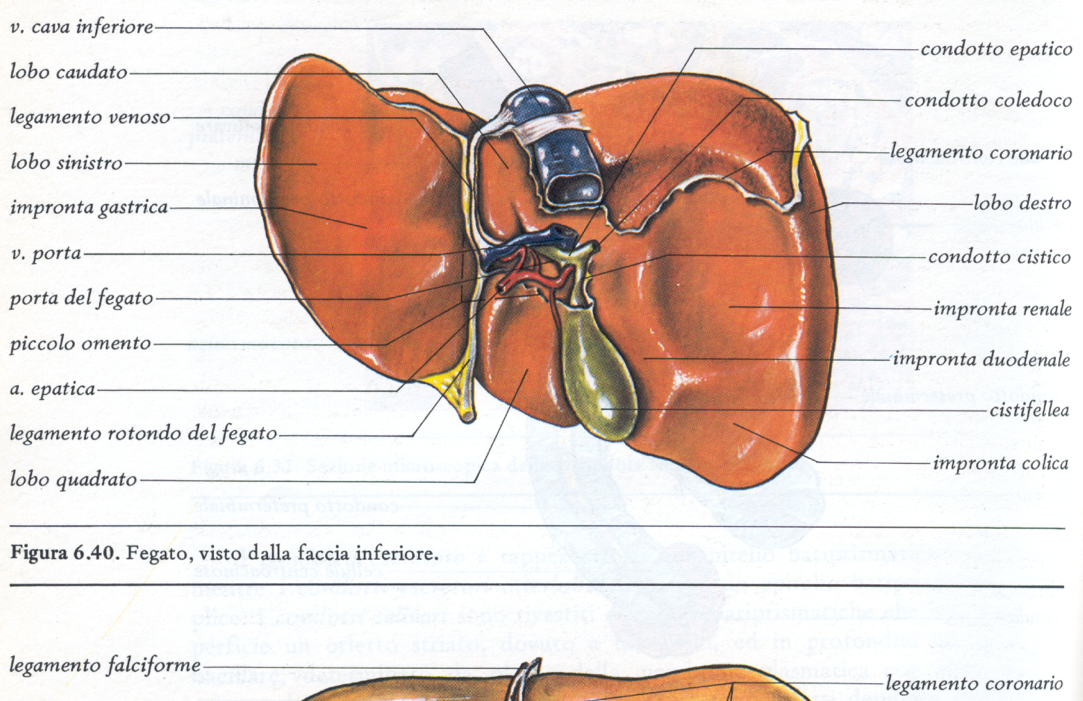 v. cava inferiore
lobo caudato
legamento venoso
lobo sinistro
impronta gastrica
v. porta
porta del fegato
piccolo omento
a. epatica
legamento rotondo del fegato
lobo quadrato
condotto epatico
condotto coledoco
legamento coronario
lobo destro
condotto cistico
impronta renale
impronta duodenale
cistifellea
impronta colica
Figura 6.40. Fegato, visto dalla faccia inferiore.
legamento falciforme
legamento coronario